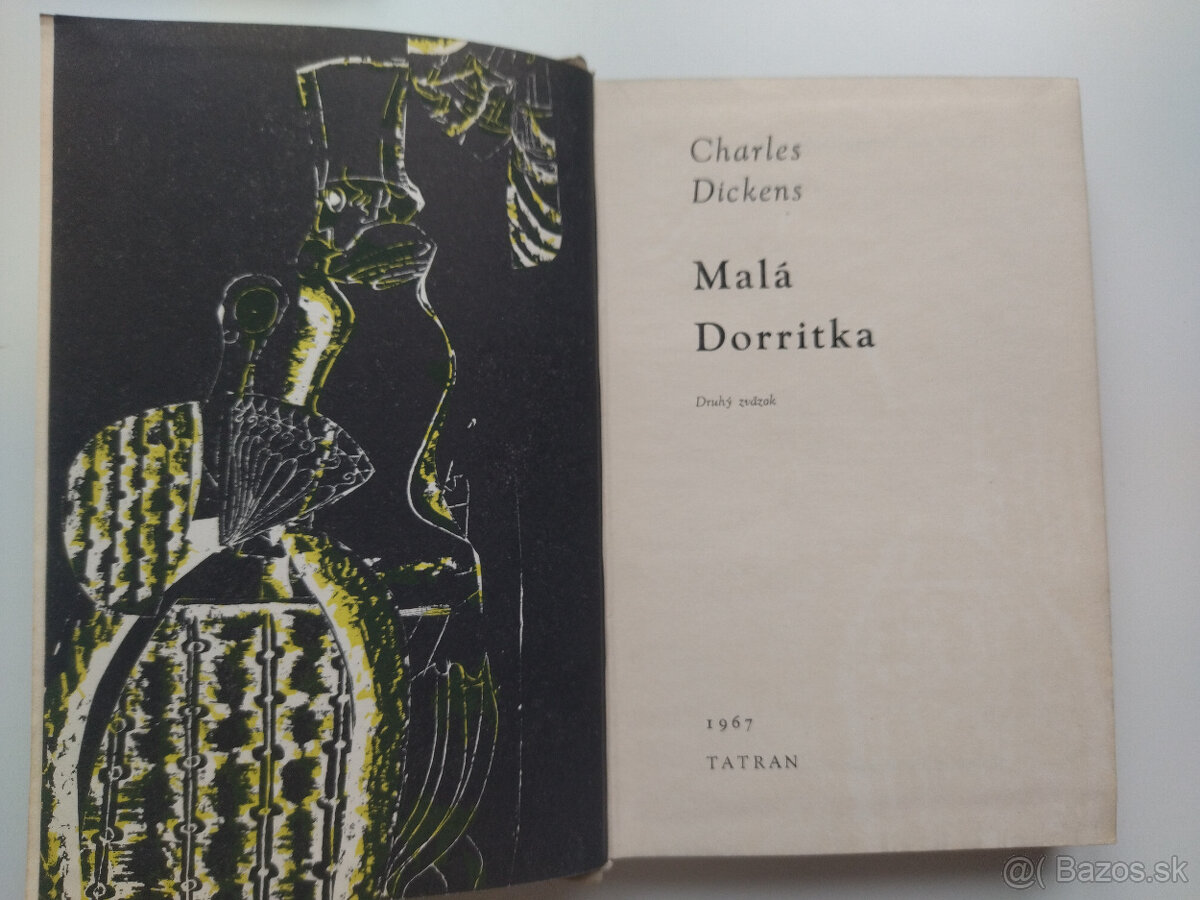 Charles
Dickens
Malá
Dorritka
Druhý zväzok
1967
TATRAN
@( Bazos.sk